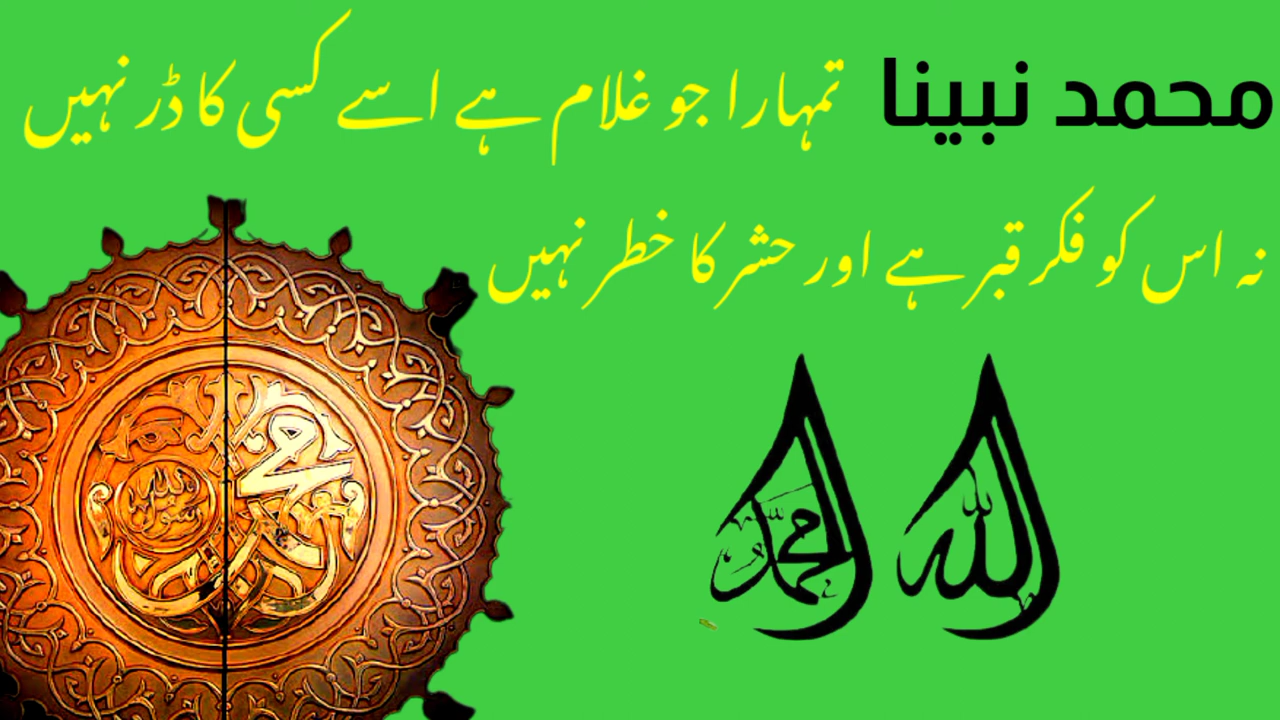 محمد نبینا تمہارا جو غلام ہے اسے کسی کا ڈر نہیں
نہ اس کو فکر قبر ہے اور حشر کا خطر نہیں
الله محمد